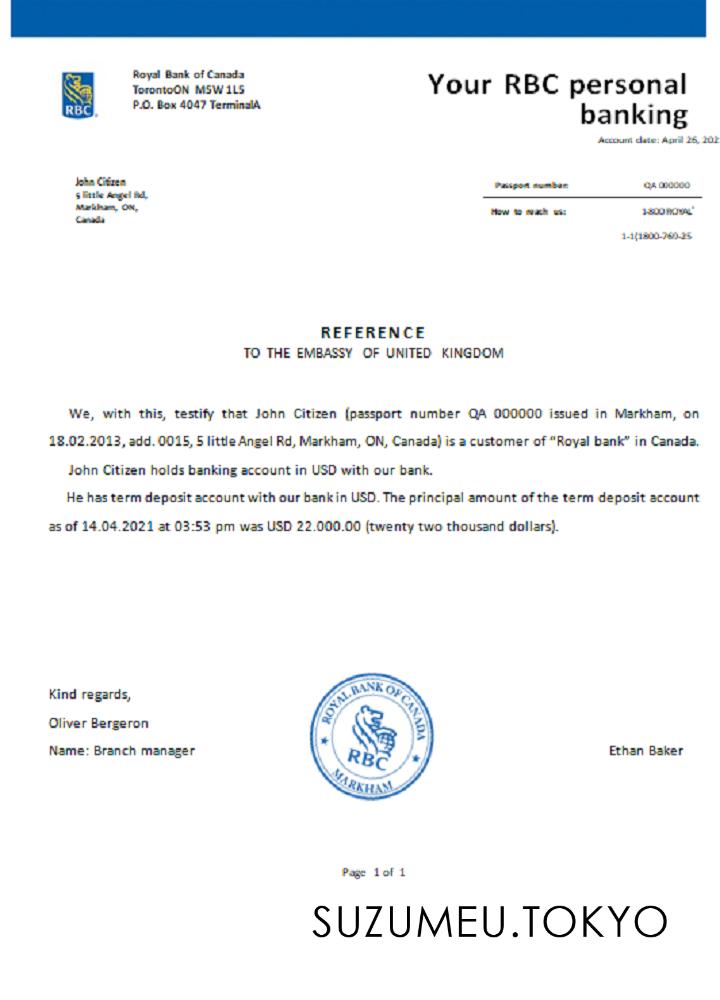 RBC
Royal Bank of Canada
TorontoON M5W 1L5
P.O. Box 4047 TerminalA
Your RBC personal
banking
Account date: April 26, 202
John Citizen
5 little Angel Rd,
Markham, ON,
Canada
Passport number: QA 000000
How to reach us: 1-800 ROYAL
1-1(1800-769-25
REFERENCE
TO THE EMBASSY OF UNITED KINGDOM
We, with this, testify that John Citizen (passport number QA 000000 issued in Markham, on
18.02.2013, add. 0015, 5 little Angel Rd, Markham, ON, Canada) is a customer of “Royal bank” in Canada.
John Citizen holds banking account in USD with our bank.
He has term deposit account with our bank in USD. The principal amount of the term deposit account
as of 14.04.2021 at 03:53 pm was USD 22.000.00 (twenty two thousand dollars).
Kind regards,
Oliver Bergeron
Name: Branch manager
ROYAL BANK OF CANADA
RBC
MARKHAM
Ethan Baker
Page 1 of 1
SUZUMEU.TOKYO